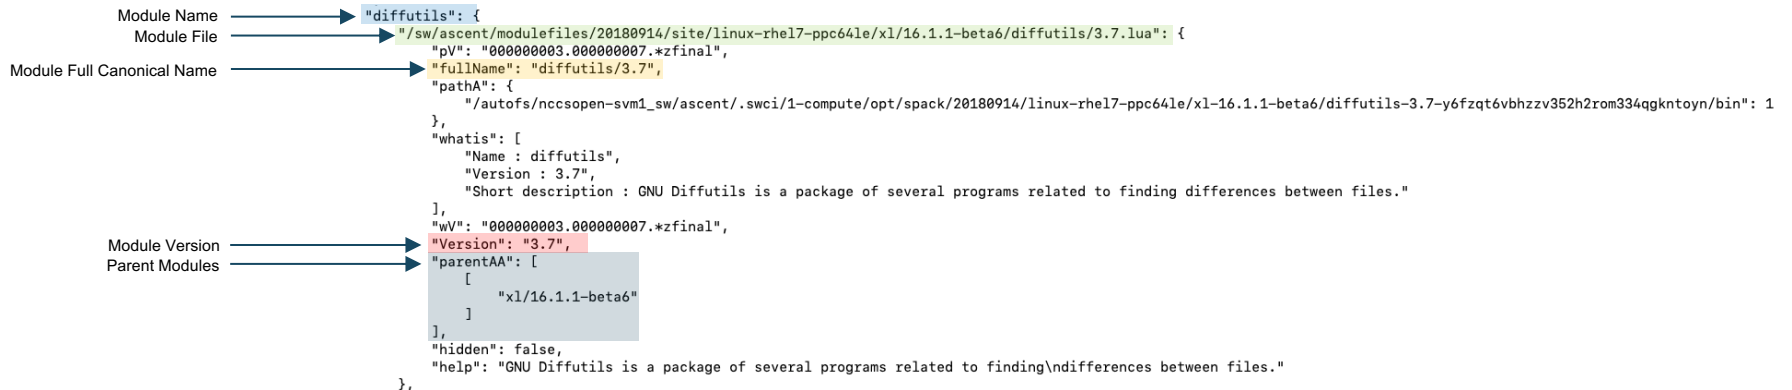 Module Name "diffutils": {
Module File "/sw/ascent/modulefiles/20180914/site/linux-rhel7-ppc64le/xl/16.1.1-beta6/diffutils/3.7.lua": {
"pV": "000000003.000000007.*zfinal",
Module Full Canonical Name "fullName": "diffutils/3.7",
"pathA": {
"/autofs/nccsopen-svm1_sw/ascent/.swci/1-compute/opt/spack/20180914/linux-rhel7-ppc64le/xl-16.1.1-beta6/diffutils-3.7-y6fzqt6vbhzzv352h2rom334qgkntoyn/bin": 1
},
"whatis": [
"Name : diffutils",
"Version : 3.7",
"Short description : GNU Diffutils is a package of several programs related to finding differences between files."
],
"wV": "000000003.000000007.*zfinal",
Module Version "Version": "3.7",
Parent Modules "parentAA": [
[
"xl/16.1.1-beta6"
]
],
"hidden": false,
"help": "GNU Diffutils is a package of several programs related to finding\ndifferences between files."
},